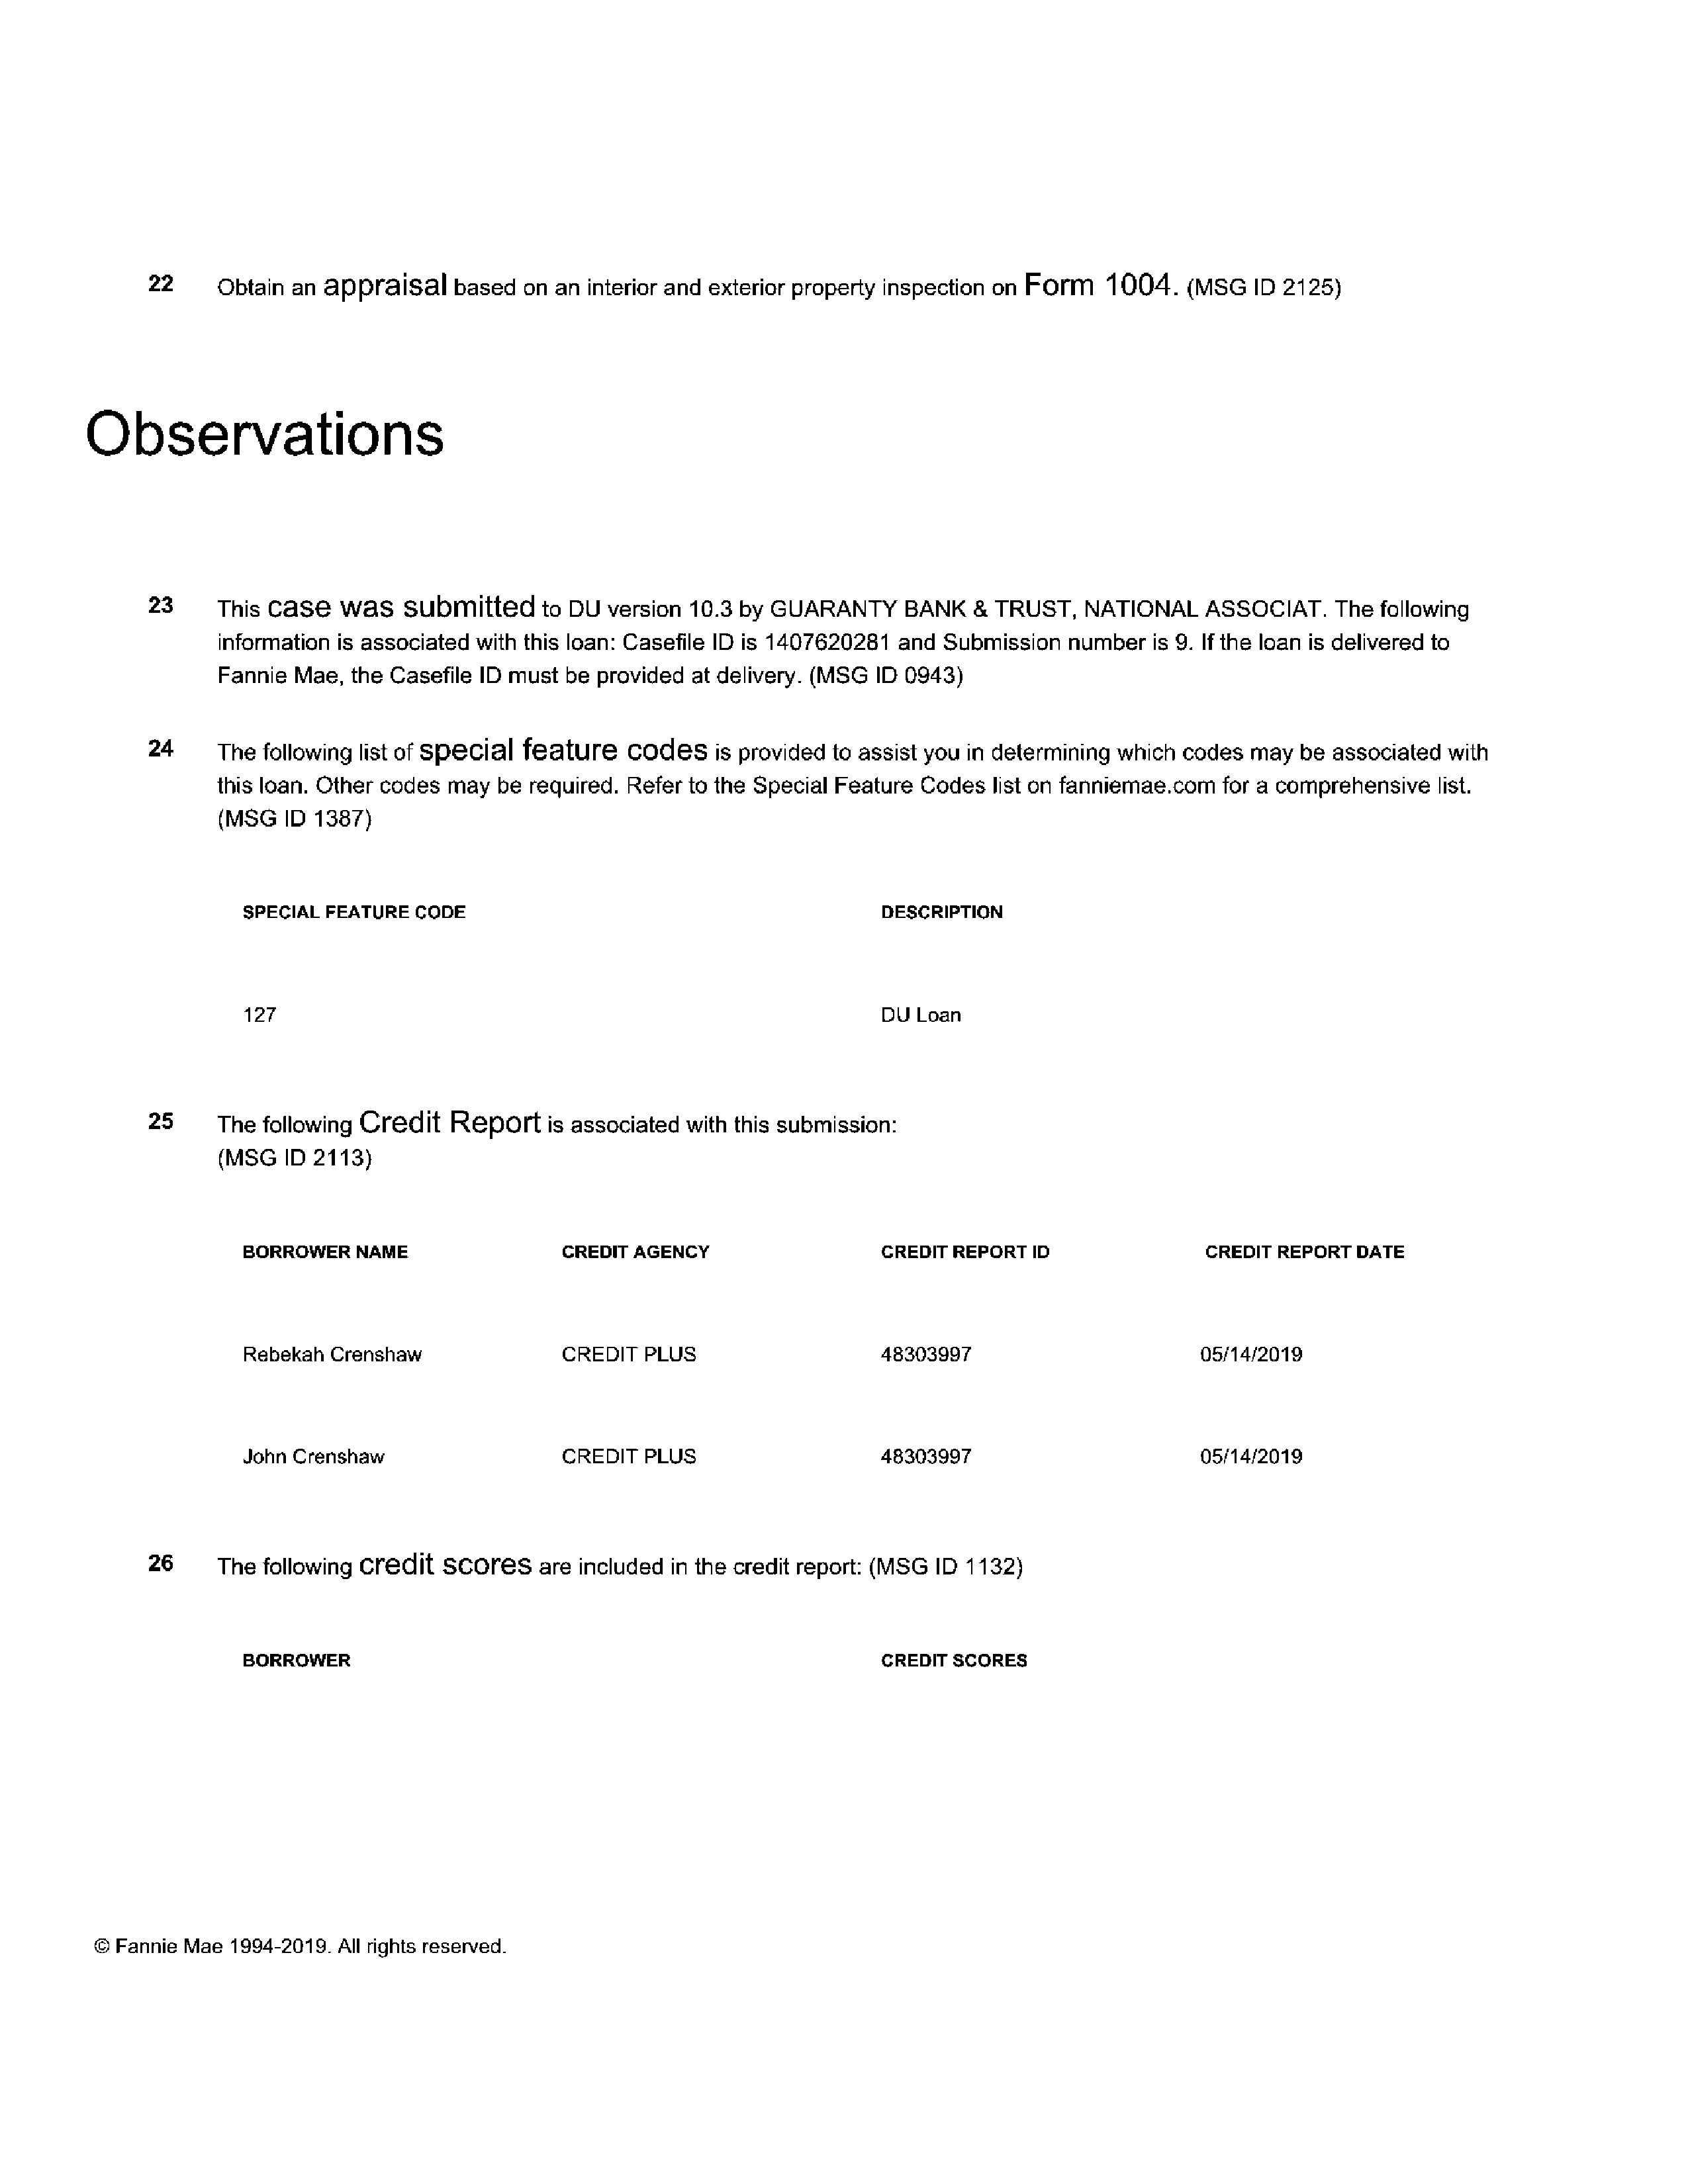 22 Obtain an appraisal based on an interior and exterior property inspection on Form 1004. (MSG ID 2125)
Observations
23 This case was submitted to DU version 10.3 by GUARANTY BANK & TRUST, NATIONAL ASSOCIAT. The following
information is associated with this loan: Casefile ID is 1407620281 and Submission number is 9. If the loan is delivered to
Fannie Mae, the Casefile ID must be provided at delivery. (MSG ID 0943)
24 The following list of special feature codes is provided to assist you in determining which codes may be associated with
this loan. Other codes may be required. Refer to the Special Feature Codes list on fanniemae.com for a comprehensive list.
(MSG ID 1387)
SPECIAL FEATURE CODE DESCRIPTION
127 DU Loan
25 The following Credit Report is associated with this submission:
(MSG ID 2113)
BORROWER NAME CREDIT AGENCY CREDIT REPORT ID CREDIT REPORT DATE
Rebekah Crenshaw CREDIT PLUS 48303997 05/14/2019
John Crenshaw CREDIT PLUS 48303997 05/14/2019
26 The following credit scores are included in the credit report: (MSG ID 1132)
BORROWER CREDIT SCORES
© Fannie Mae 1994-2019. All rights reserved.